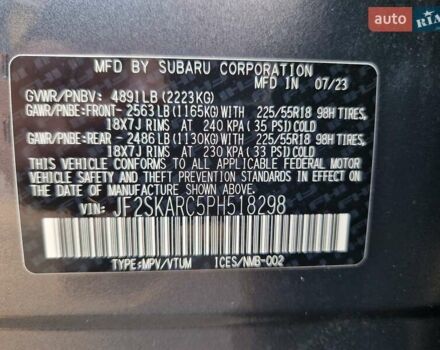 AUTO RIA
MFD BY SUBARU CORPORATION 07/23
GVWR/PNBV: 4891LB(2223KG)
GAWR/PNBE:FRONT-2563LB(1165KG)WITH 225/55R18 98H TIRES,
18X7J RIMS AT 240 KPA(35 PSI)COLD
GAWR/PNBE:REAR -2486LB(1130KG)WITH 225/55R18 98H TIRES,
18X7J RIMS AT 230 KPA(33 PSI)COLD
THIS VEHICLE CONFORMS TO ALL APPLICABLE FEDERAL MOTOR
VEHICLE SAFETY AND THEFT PREVENTION STANDARDS IN EFFECT
ON THE DATE OF MANUFACTURE SHOWN ABOVE.
VIN: JF2SKARC5PH518298
TYPE:MPV/VTUM ICES/NMB-002